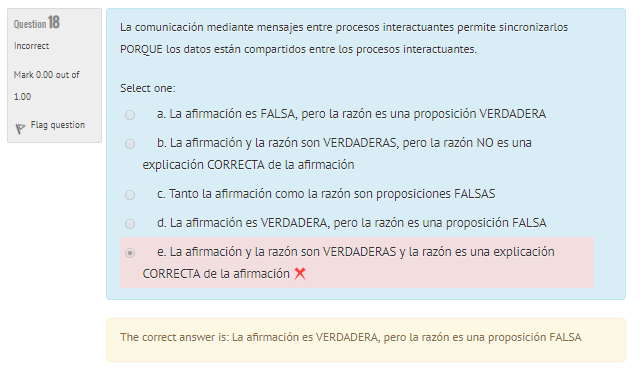 Question 18
Incorrect
Mark 0.00 out of
1.00
Flag question
La comunicación mediante mensajes entre procesos interactuantes permite sincronizarlos
PORQUE los datos están compartidos entre los procesos interactuantes.
Select one:
a. La afirmación es FALSA, pero la razón es una proposición VERDADERA
b. La afirmación y la razón son VERDADERAS, pero la razón NO es una
explicación CORRECTA de la afirmación
c. Tanto la afirmación como la razón son proposiciones FALSAS
d. La afirmación es VERDADERA, pero la razón es una proposición FALSA
e. La afirmación y la razón son VERDADERAS y la razón es una explicación
CORRECTA de la afirmación
The correct answer is: La afirmación es VERDADERA, pero la razón es una proposición FALSA